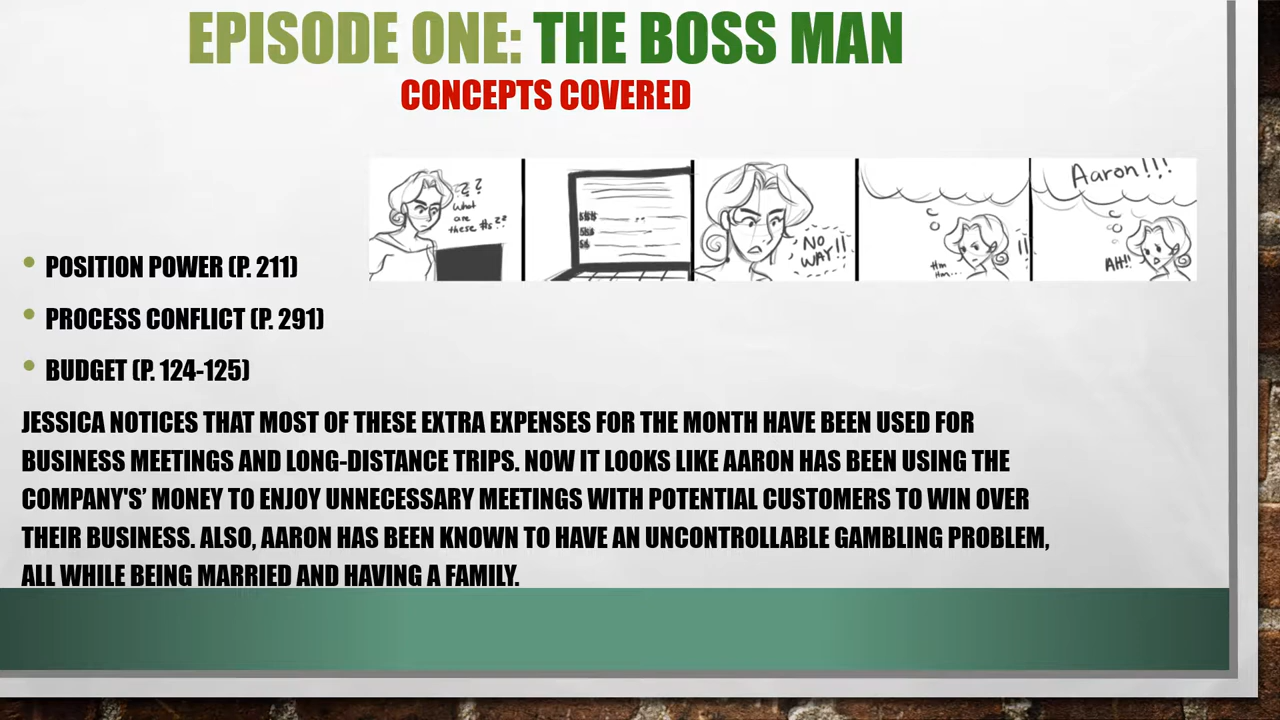 EPISODE ONE: THE BOSS MAN
CONCEPTS COVERED
? ?
What
are
these #s ??
$$$
$$
NO
WAY!!
Hm
Hm...
!!
Aaron!!!
AH!!
• POSITION POWER (P. 211)
• PROCESS CONFLICT (P. 291)
• BUDGET (P. 124-125)
JESSICA NOTICES THAT MOST OF THESE EXTRA EXPENSES FOR THE MONTH HAVE BEEN USED FOR
BUSINESS MEETINGS AND LONG-DISTANCE TRIPS. NOW IT LOOKS LIKE AARON HAS BEEN USING THE
COMPANY'S' MONEY TO ENJOY UNNECESSARY MEETINGS WITH POTENTIAL CUSTOMERS TO WIN OVER
THEIR BUSINESS. ALSO, AARON HAS BEEN KNOWN TO HAVE AN UNCONTROLLABLE GAMBLING PROBLEM,
ALL WHILE BEING MARRIED AND HAVING A FAMILY.